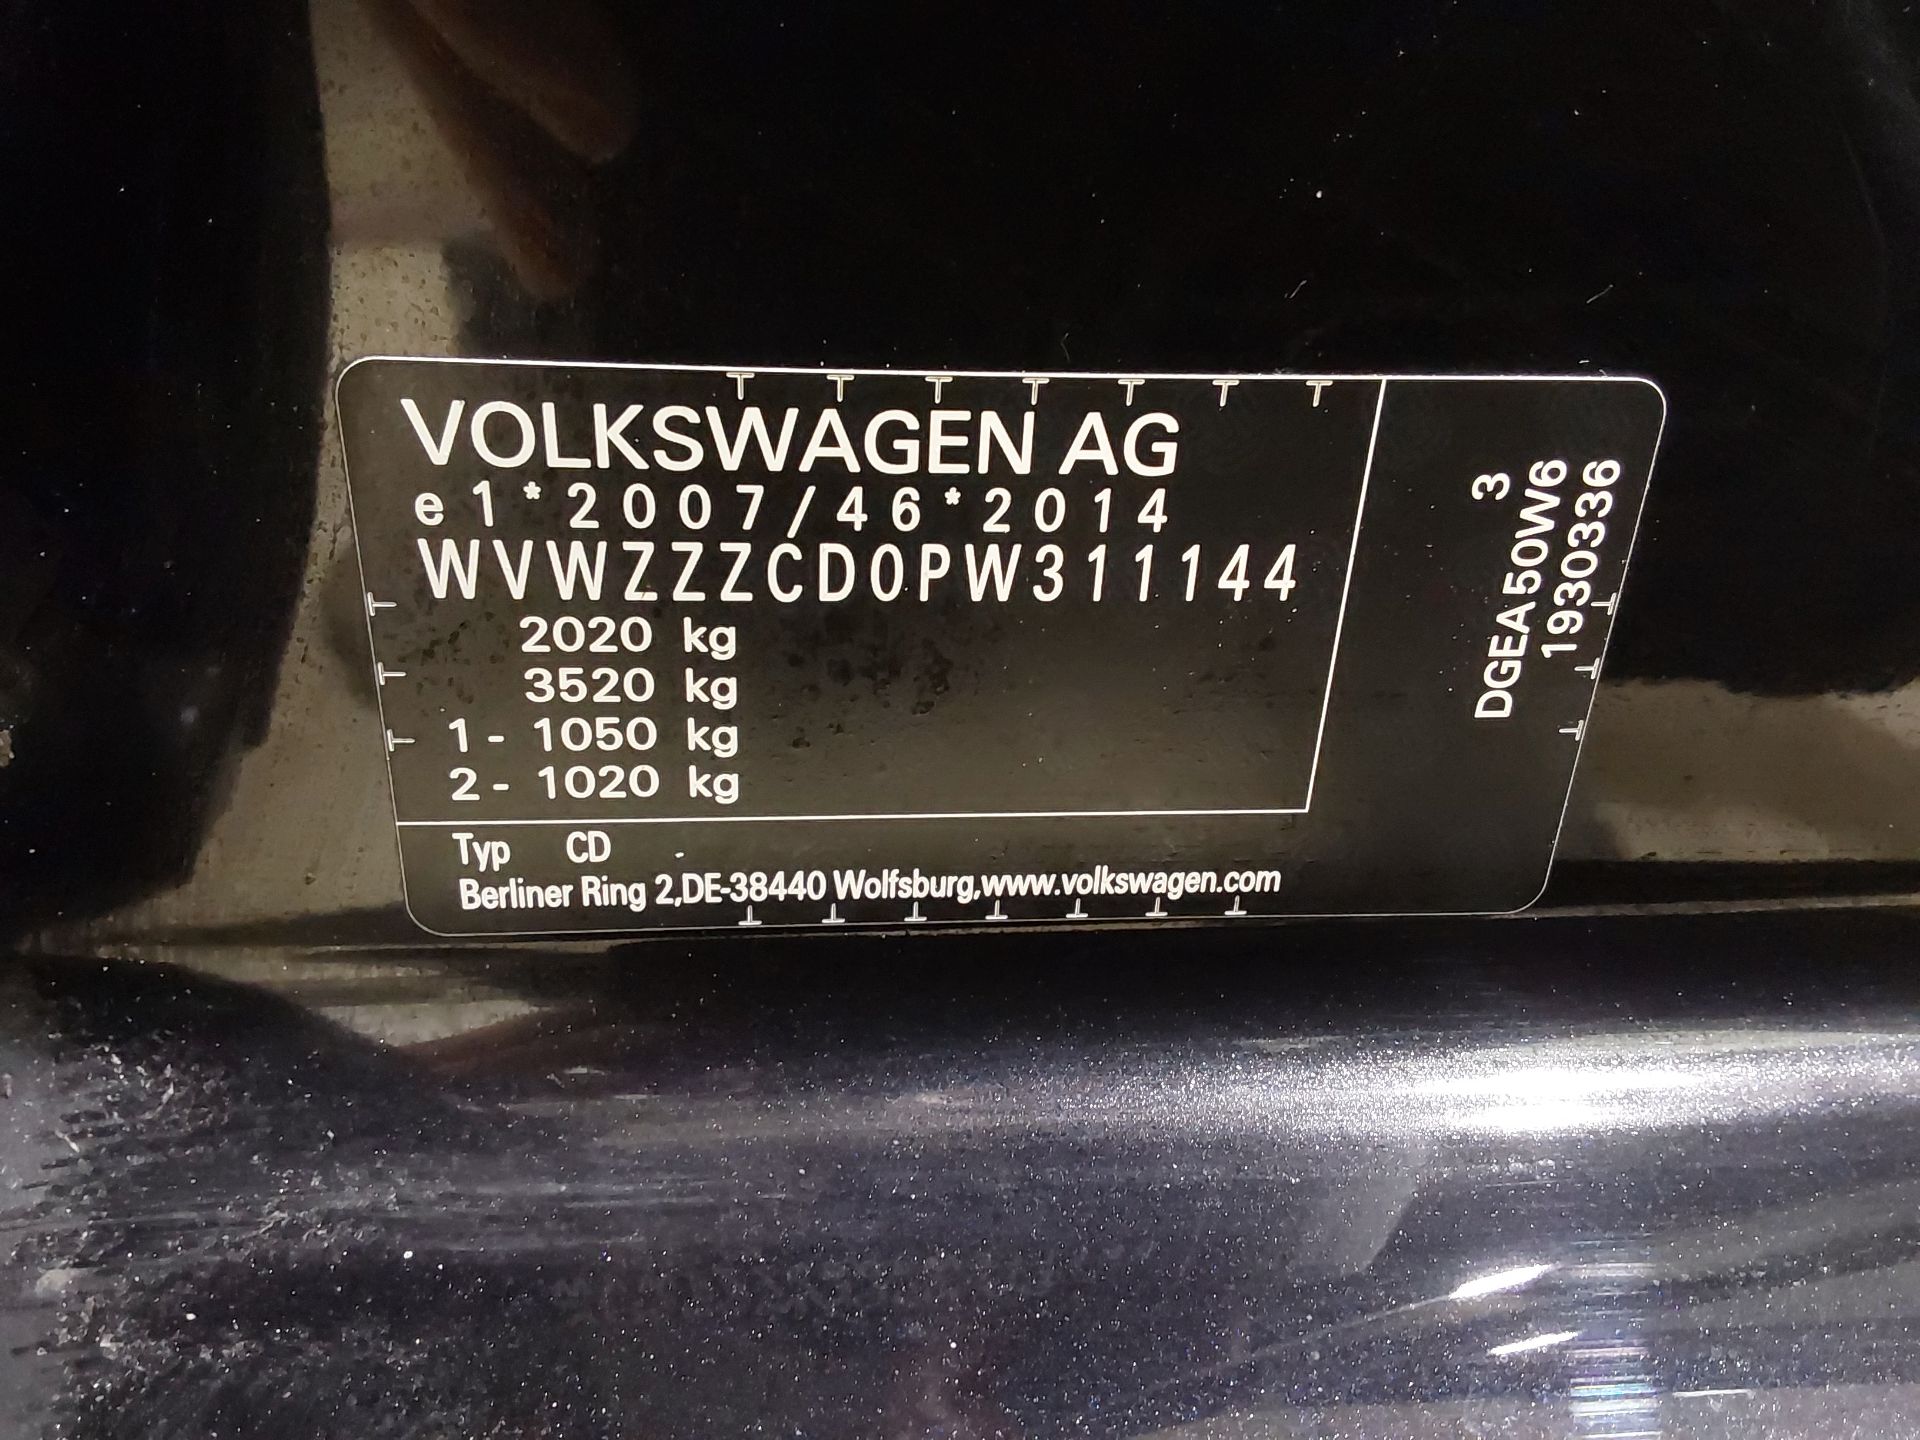 VOLKSWAGEN AG
e1*2007/46*2014
WVWZZZCD0PW311144
2020 kg
3520 kg
1 - 1050 kg
2 - 1020 kg
Typ CD
Berliner Ring 2,DE-38440 Wolfsburg,www.volkswagen.com
3
DGEA50W6
1930336